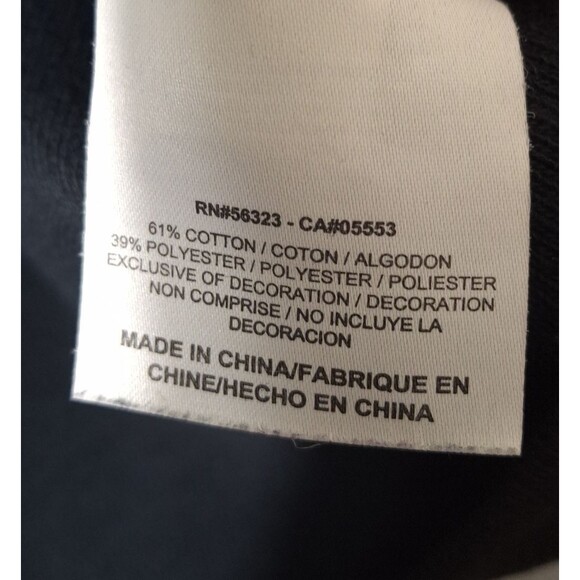 RN#56323 - CA#05553
61% COTTON / COTON / ALGODON
39% POLYESTER / POLYESTER / POLIESTER
EXCLUSIVE OF DECORATION / DECORATION
NON COMPRISE / NO INCLUYE LA
DECORACION
MADE IN CHINA/FABRIQUE EN
CHINE/HECHO EN CHINA